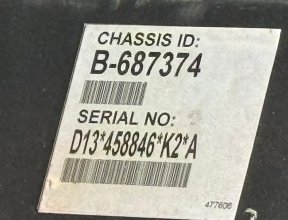 CHASSIS ID:
B-687374
SERIAL NO:
D13*458846*K2*A
477606